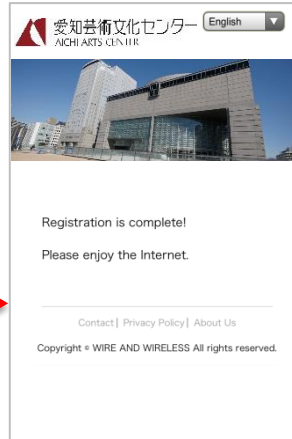 愛知芸術文化センター
AICHI ARTS CENTER
English
Registration is complete!
Please enjoy the Internet.
Contact| Privacy Policy| About Us
Copyright © WIRE AND WIRELESS All rights reserved.